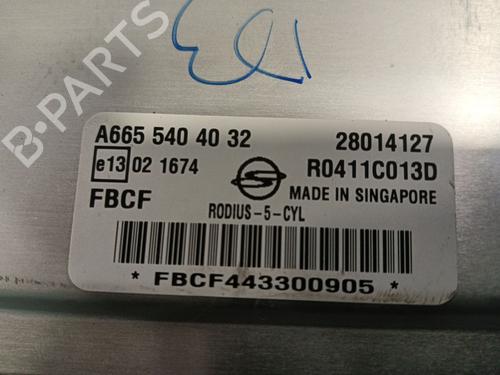 B-PARTS
A665 540 40 32 28014127
e13 02 1674 R0411C013D
FBCF MADE IN SINGAPORE
RODIUS-5-CYL
* FBCF443300905 *